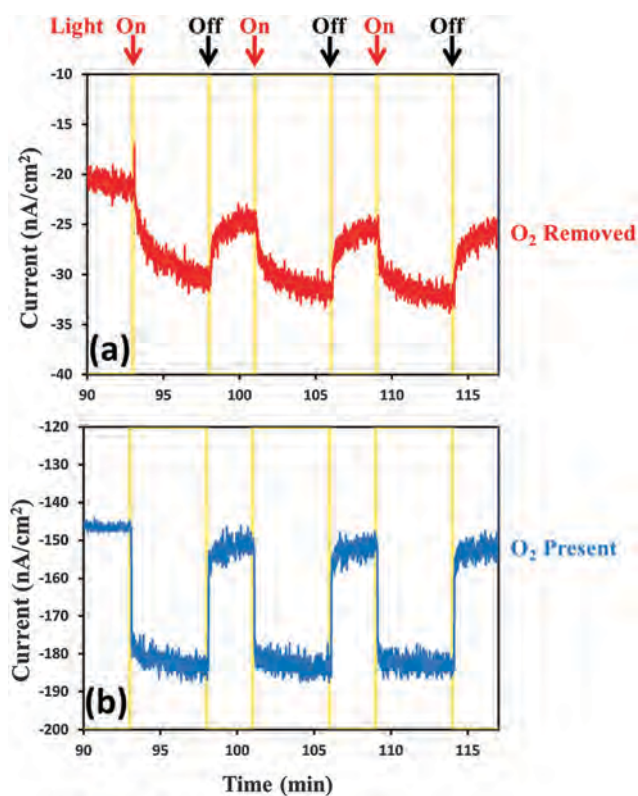 Light On Off On Off On Off
-10
-15
-20
-25
-30
-35
-40
Current (nA/cm²)
(a)
O₂ Removed
90 95 100 105 110 115
-120
-130
-140
-150
-160
-170
-180
-190
-200
Current (nA/cm²)
(b)
O₂ Present
90 95 100 105 110 115
Time (min)